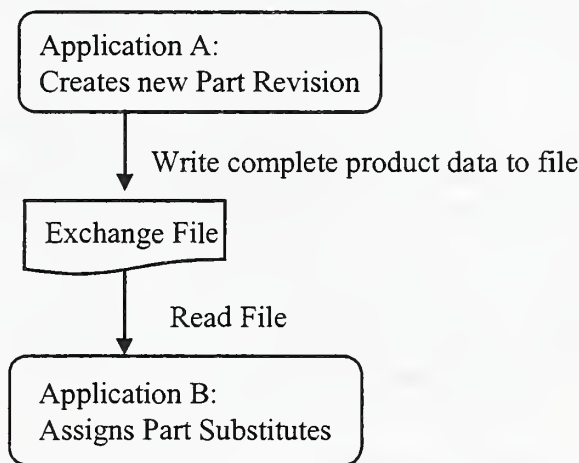 Application A:
Creates new Part Revision
Write complete product data to file
Exchange File
Read File
Application B:
Assigns Part Substitutes